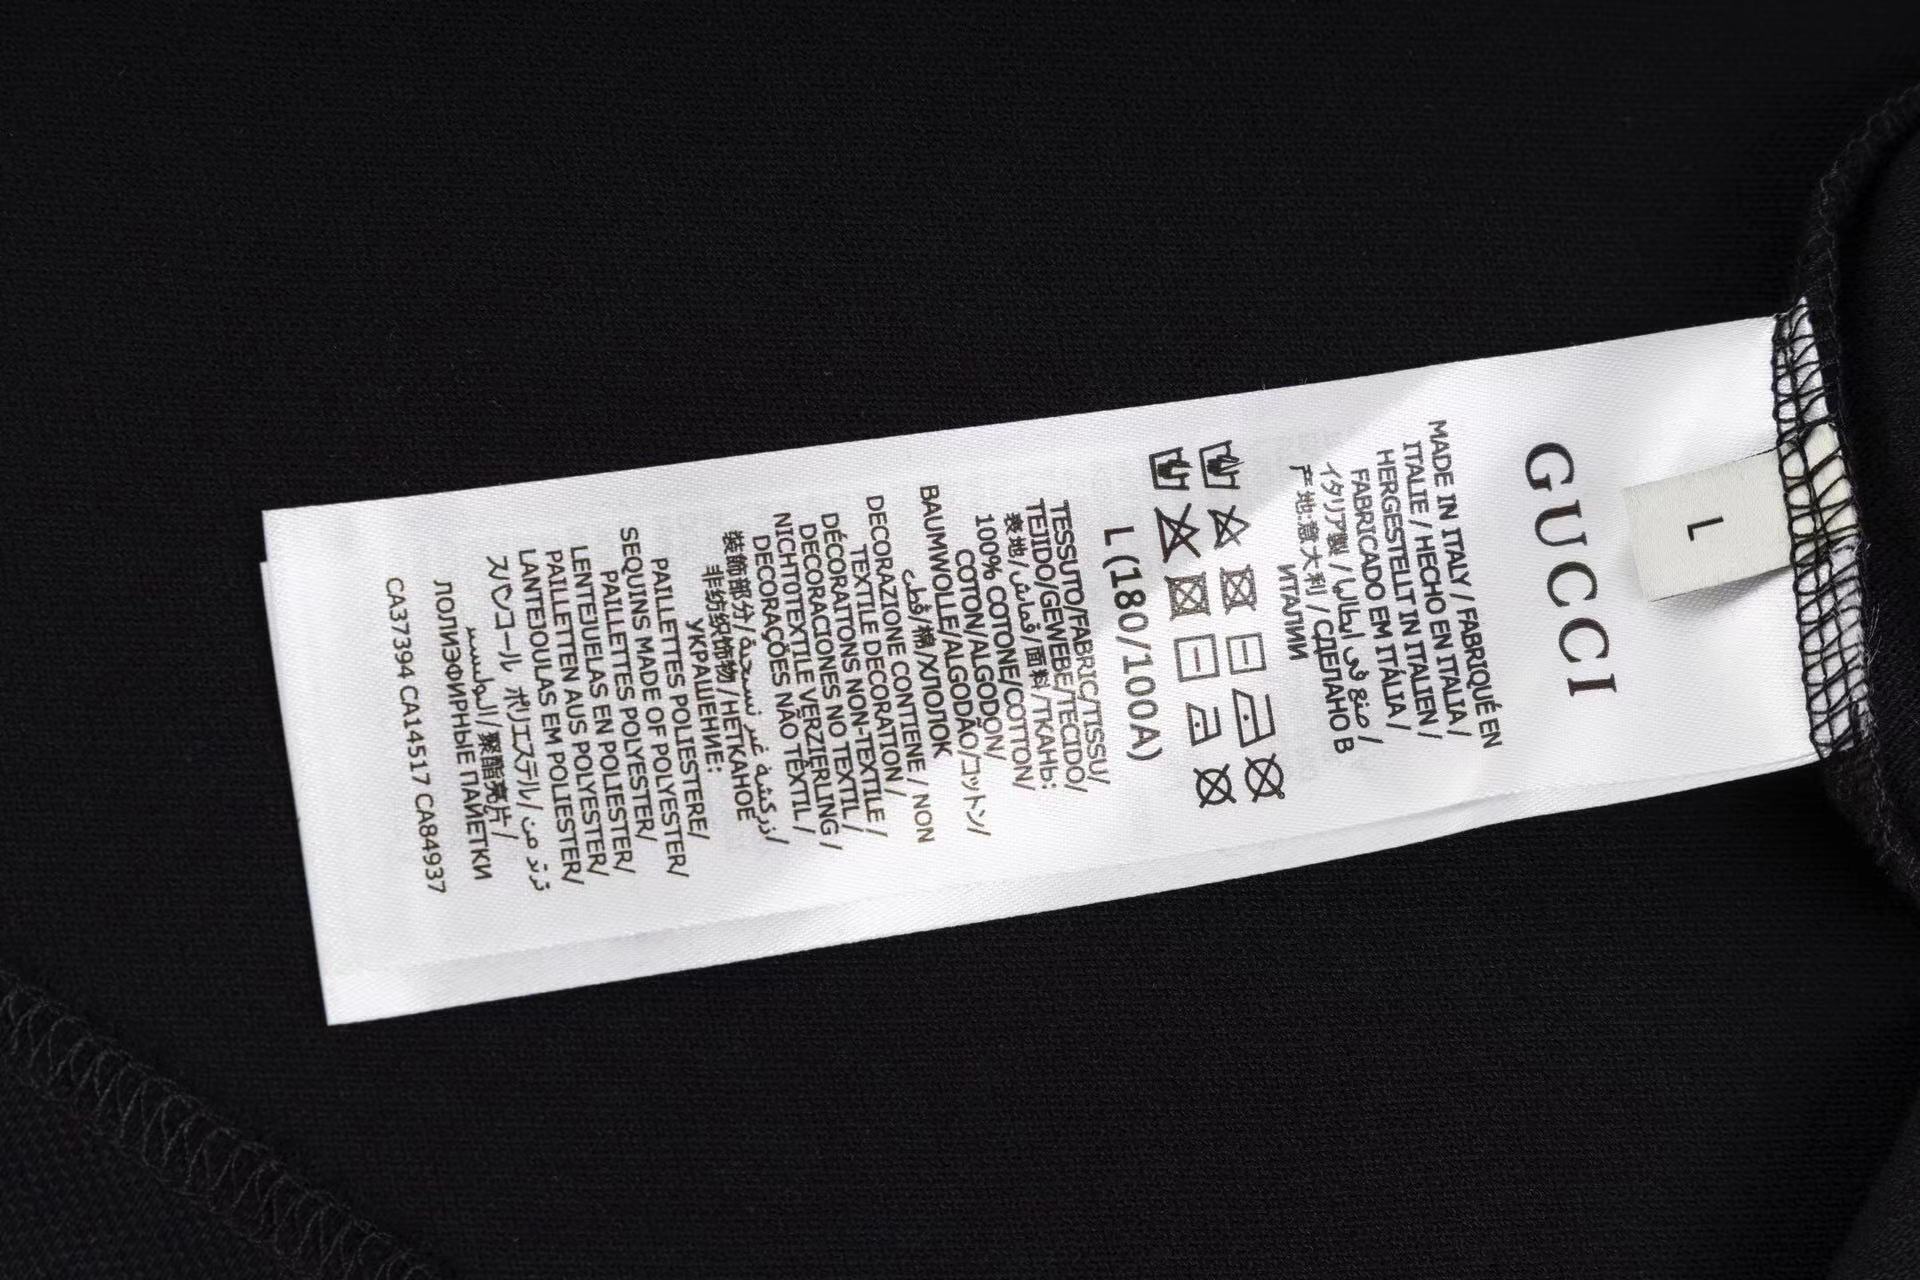 L
GUCCI
MADE IN ITALY / FABRIQUÉ EN
ITALIE / HECHO EN ITALIA /
HERGESTELLT IN ITALIEN /
FABRICADO EM ITÁLIA /
イタリア製 / صنع في ايطاليا /
产地:意大利 / СДЕЛАНО В
ИТАЛИИ
L (180/100A)
TESSUTO/FABRIC/TISSU/
TEJIDO/GEWEBE/TECIDO/
表地/قماش/面料/ТКАНЬ:
100% COTONE/COTTON/
COTON/ALGODON/
BAUMWOLLE/ALGODÃO/コットン/
قطن/棉/ХЛОПОК
DECORAZIONE CONTIENE / NON
TEXTILE DECORATION/
DÉCORAITONS NON-TEXTILE /
DECORACIONES NO TEXTIL /
NICHT0TEXTILE VERZIERLING /
DECORAÇÕES NÃO TÊXTIL /
装飾部分/زركشة غير نسيجية/
非纺织饰物/НЕТКАНОЕ
УКРАШЕНИЕ:
PAILLETTES POLIESTERE/
SEQUINS MADE OF POLYESTER/
PAILLETTES POLYESTER/
LENTEJUELAS EN POLIESTER/
PAILLETTEN AUS POLYESTER/
LANTEJOULAS EM POLIESTER/
スパンコール ポリエステル/ترتر من
البوليستر/聚酯亮片/
ПОЛИЭФИРНЫЕ ПАЙЕТКИ
CA37394 CA14517 CA84937